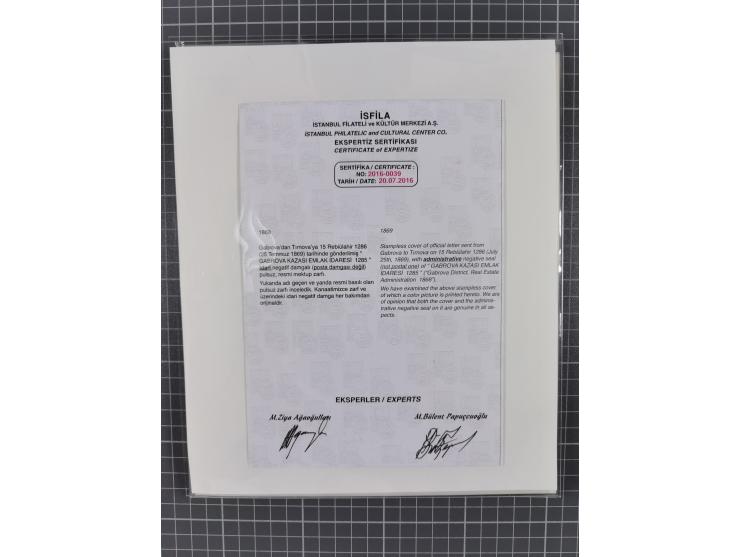 İSFİLA
İSTANBUL FİLATELİ ve KÜLTÜR MERKEZİ A.Ş.
ISTANBUL PHILATELIC and CULTURAL CENTER CO.
EKSPERTİZ SERTİFİKASI
CERTIFICATE of EXPERTIZE
SERTİFİKA / CERTIFICATE :
NO: 2016-0039
TARİH / DATE: 20.07.2016
1869
Gabrova'dan Tırnova'ya 15 Rebiülahir 1286
(25 Temmuz 1869) tarihinde gönderilmiş "
GABROVA KAZASI EMLAK İDARESİ 1285 "
idari negatif damgalı (posta damgası değil)
pulsuz, resmi mektup zarfı.
Yukarıda adı geçen ve yanda resmi basılı olan
pulsuz zarfı inceledik. Kanaatimizce zarf ve
üzerindeki idari negatif damga her bakımdan
orijinaldir.
1869
Stampless cover of official letter sent from
Gabrova to Tirnova on 15 Rebiülahir 1286 (July
25th, 1869), with administrative negative seal
(not postal one) of " GABROVA KAZASI EMLAK
İDARESİ 1285 " ("Gabrova District, Real Estate
Administration 1868").
We have examined the above stampless cover
of which a color picture is printed hereto. We are
of opinion that both the cover and the adminis-
trative negative seal on it are genuine in all as-
pects.
EKSPERLER / EXPERTS
M.Ziya Ağaoğulları
M.Bülent Papuççuoğlu